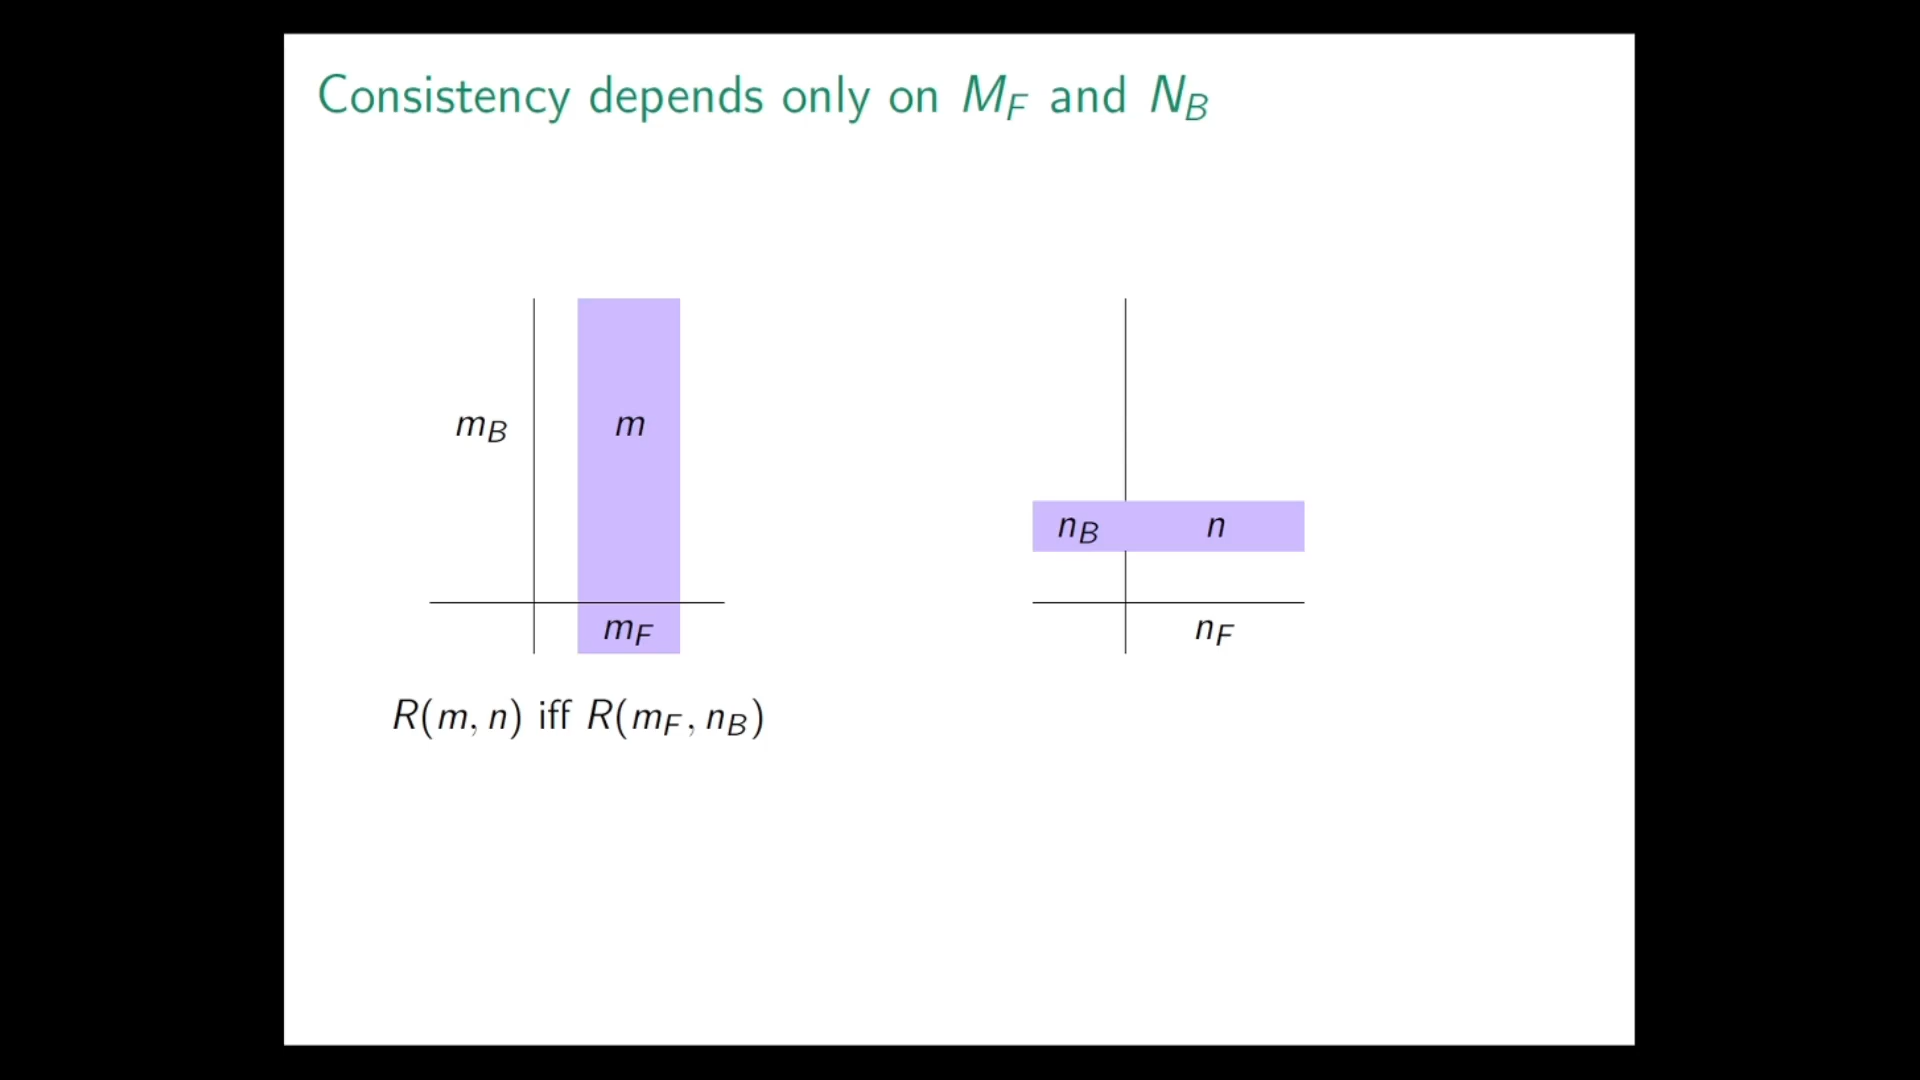 Consistency depends only on M_F and N_B
m_B m
n_B n
m_F n_F
R(m, n) iff R(m_F, n_B)